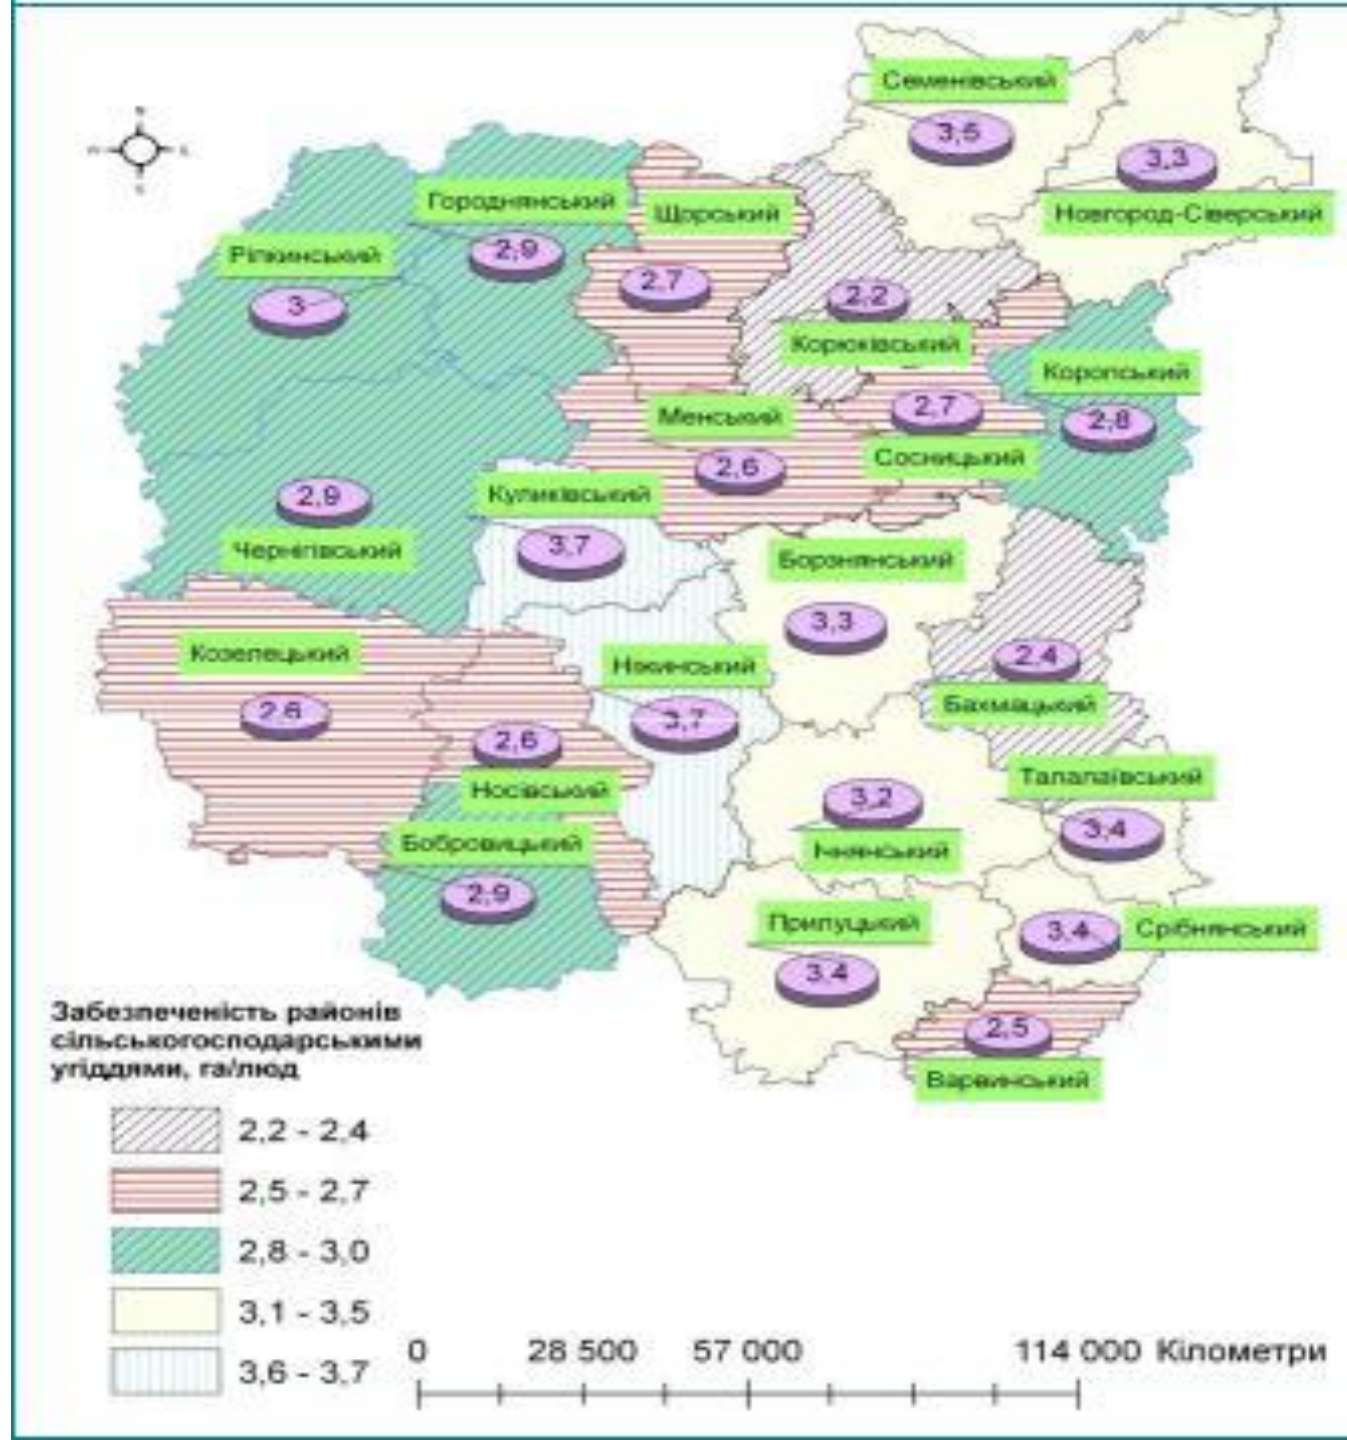 Семенівський
3,5
3,3
Новгород-Сіверський
N
S
Городнянський
2,9
Щорський
2,7
Ріпкинський
3
2,2
Корюківський
Коропський
2,8
Менський
2,6
2,7
Сосницький
Куликівський
3,7
2,9
Чернігівський
Борзнянський
3,3
Козелецький
2,6
Ніжинський
3,7
2,4
Бахмацький
2,6
Носівський
Талалаївський
3,4
3,2
Ічнянський
Бобровицький
2,9
Прилуцький
3,4
3,4
Срібнянський
2,5
Варвинський
Забезпеченість районів
сільськогосподарськими
угіддями, га/люд
2,2 - 2,4
2,5 - 2,7
2,8 - 3,0
3,1 - 3,5
3,6 - 3,7
0 28 500 57 000 114 000 Кілометри